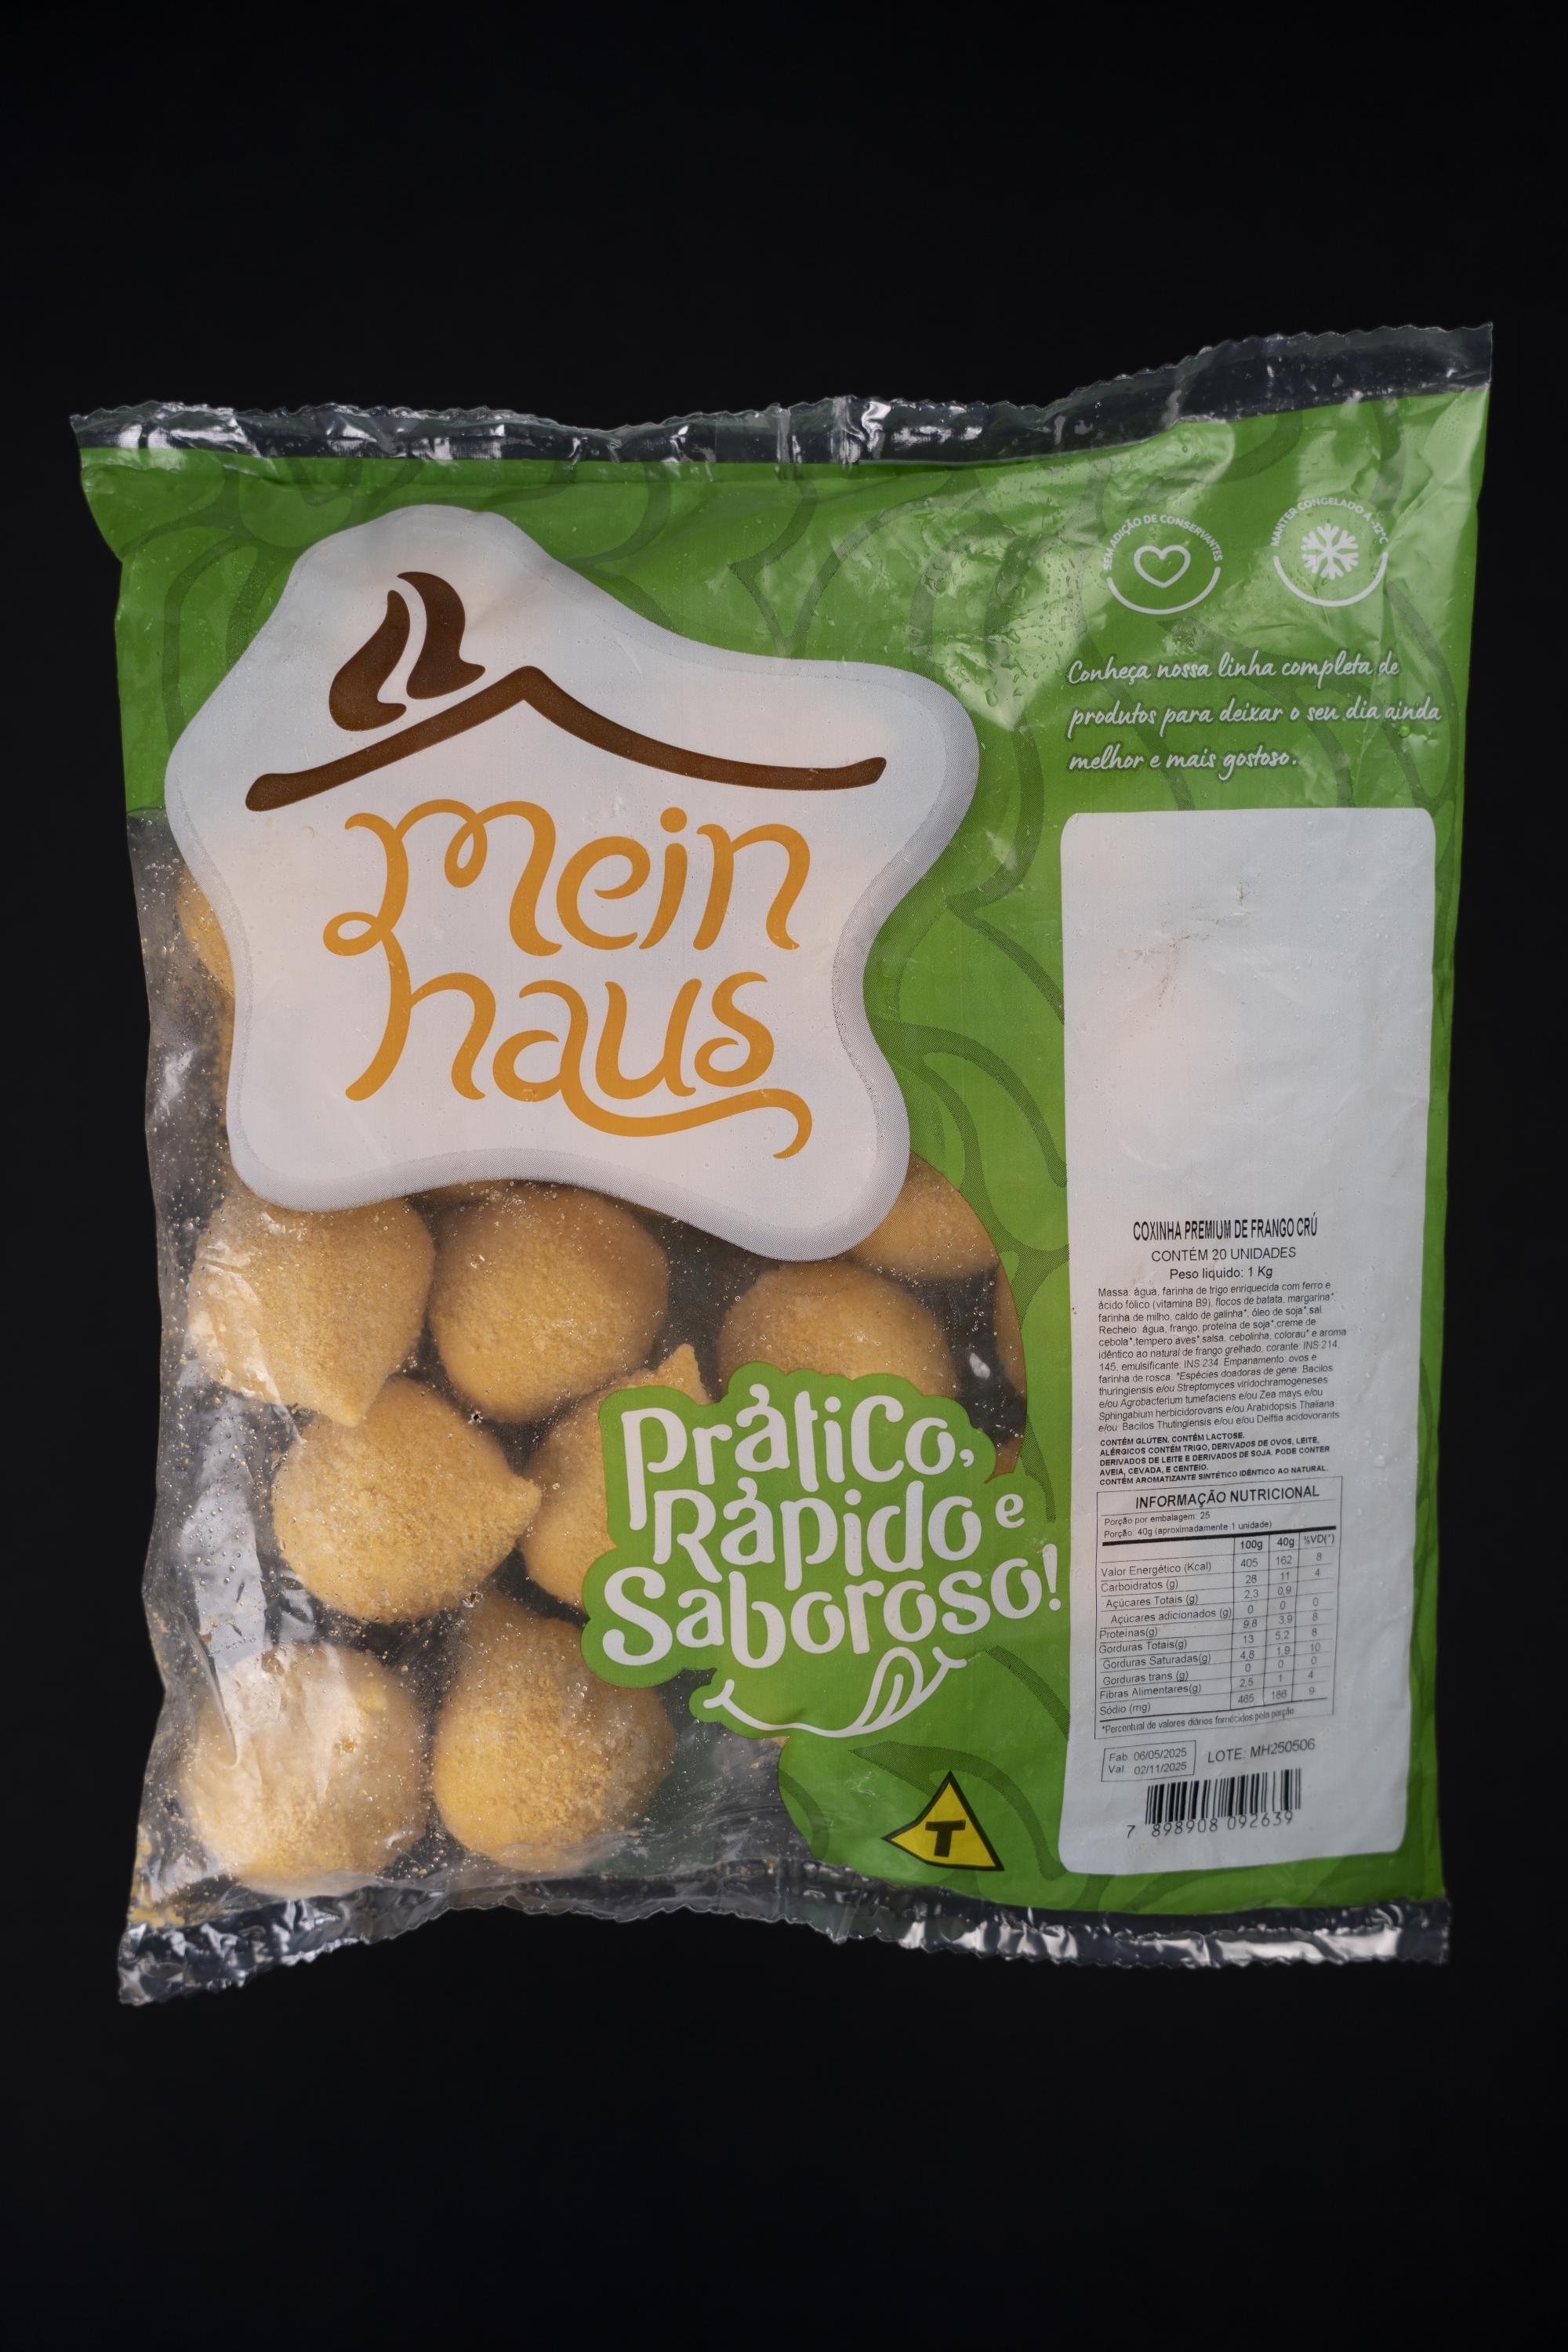 SEM ADIÇÃO DE CONSERVANTES
MANTER CONGELADO A -12°C
Conheça nossa linha completa de
produtos para deixar o seu dia ainda
melhor e mais gostoso.
mein
haus
Prático,
Rápido e
Saboroso!
T
COXINHA PREMIUM DE FRANGO CRÚ
CONTÉM 20 UNIDADES
Peso liquido: 1 Kg
Massa: água, farinha de trigo enriquecida com ferro e
ácido fólico (vitamina B9), flocos de batata, margarina*
farinha de milho, caldo de galinha*, óleo de soja*,sal.
Recheio: água, frango, proteína de soja*,creme de
cebola*,tempero aves*,salsa, cebolinha, colorau* e aroma
idêntico ao natural de frango grelhado, corante: INS 214,
145, emulsificante: INS 234. Empanamento: ovos e
farinha de rosca. *Espécies doadoras de gene: Bacilos
thuringiensis e/ou Streptomyces viridochramogeneses
e/ou Agrobacterium tumefaciens e/ou Zea mays e/ou
Sphingabium herbicidorovans e/ou Arabidopsis Thaliana
e/ou: Bacilos Thutingiensis e/ou e/ou Delftia acidovorants.
CONTÉM GLÚTEN. CONTÉM LACTOSE.
ALÉRGICOS CONTÉM TRIGO, DERIVADOS DE OVOS, LEITE,
DERIVADOS DE LEITE E DERIVADOS DE SOJA. PODE CONTER
AVEIA, CEVADA, E CENTEIO.
CONTÉM AROMATIZANTE SINTÉTICO IDÊNTICO AO NATURAL.
INFORMAÇÃO NUTRICIONAL
Porção por embalagem: 25
Porção: 40g (aproximadamente 1 unidade)
100g 40g %VD(*)
Valor Energético (Kcal) 405 162 8
Carboidratos (g) 28 11 4
Açúcares Totais (g) 2,3 0,9
Açúcares adicionados (g) 0 0 0
Proteínas(g) 9,8 3,9 8
Gorduras Totais(g) 13 5,2 8
Gorduras Saturadas(g) 4,8 1,9 10
Gorduras trans (g) 0 0 0
Fibras Alimentares(g) 2,5 1 4
Sódio (mg) 465 186 9
*Percentual de valores diários fornecidos pela porção
Fab. 06/05/2025
Val. 02/11/2025
LOTE: MH250506
7 898908 092639